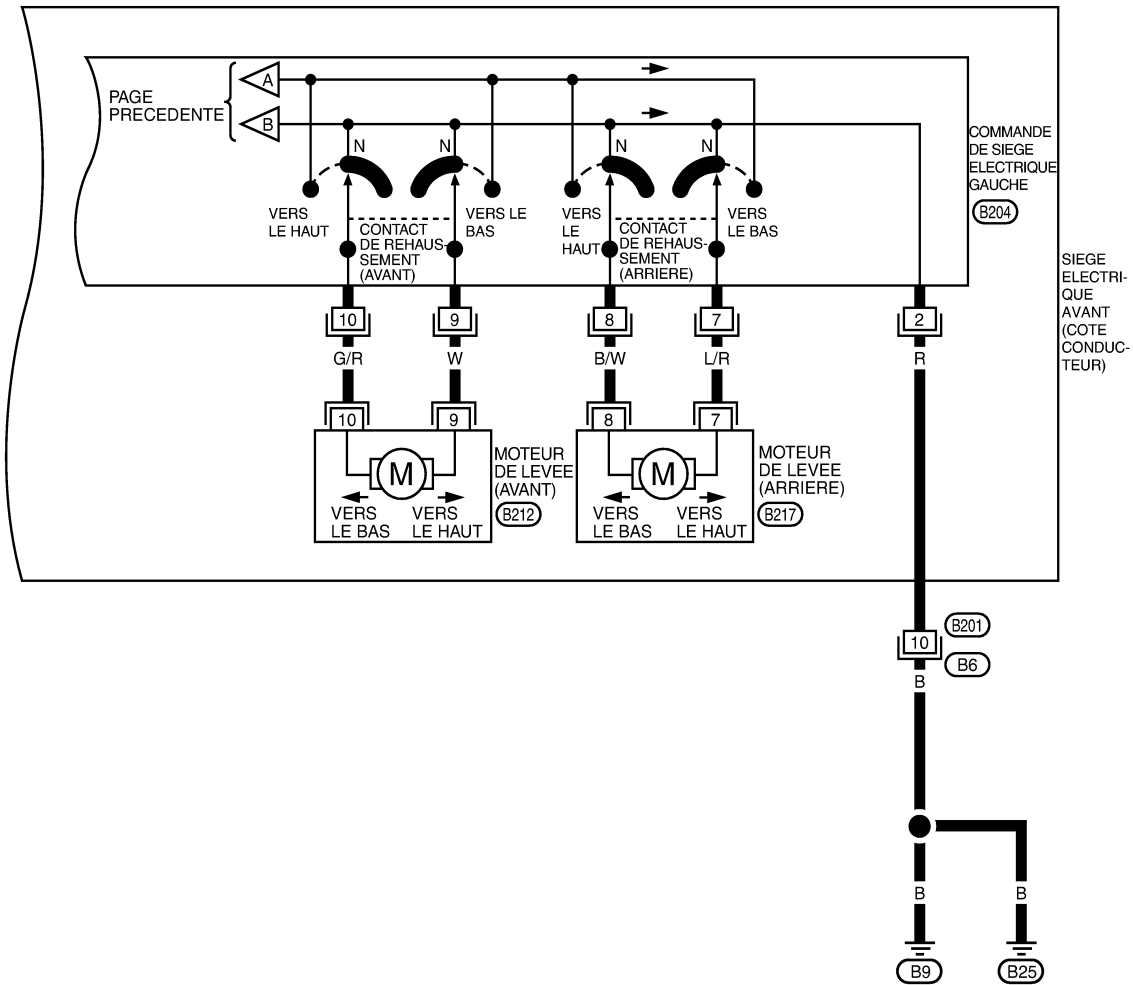 PAGE
PRECEDENTE
A
B
N
N
N
N
VERS
LE HAUT
CONTACT
DE REHAUS-
SEMENT
(AVANT)
VERS LE
BAS
VERS
LE
HAUT
CONTACT
DE REHAUS-
SEMENT
(ARRIERE)
VERS
LE BAS
COMMANDE
DE SIEGE
ELECTRIQUE
GAUCHE
B204
SIEGE
ELECTRI-
QUE
AVANT
(COTE
CONDUC-
TEUR)
10
9
8
7
2
G/R
W
B/W
L/R
R
10
9
8
7
M
VERS
LE BAS
VERS
LE HAUT
MOTEUR
DE LEVEE
(AVANT)
B212
M
VERS
LE BAS
VERS
LE HAUT
MOTEUR
DE LEVEE
(ARRIERE)
B217
10
B201
B6
B
B
B
B9
B25